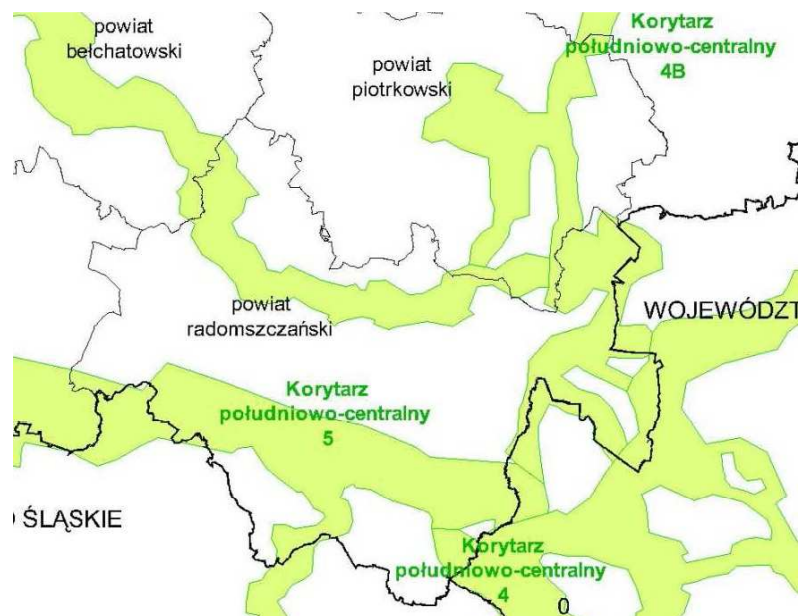 powiat
bełchatowski
powiat
piotrkowski
Korytarz
południowo-centralny
4B
powiat
radomszczański
WOJEWÓDZT
Korytarz
południowo-centralny
5
ŚLĄSKIE
Korytarz
południowo-centralny
4
0